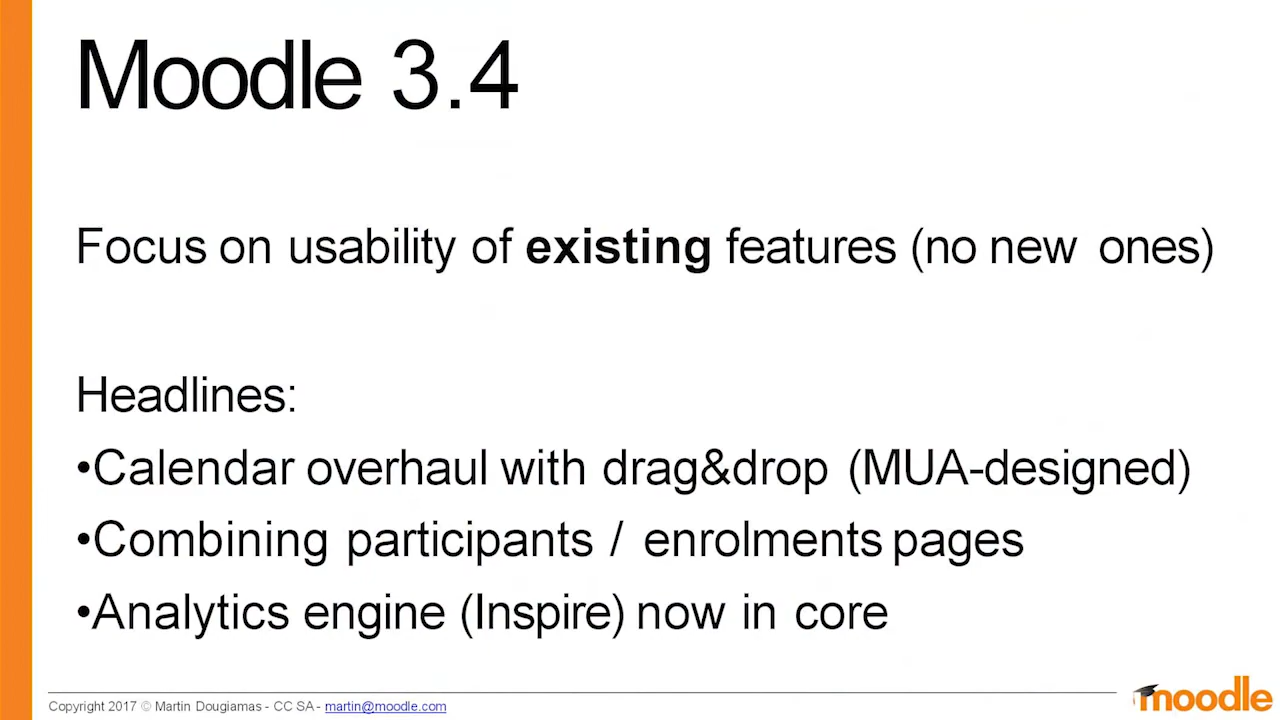 Moodle 3.4
Focus on usability of existing features (no new ones)
Headlines:
•Calendar overhaul with drag&drop (MUA-designed)
•Combining participants / enrolments pages
•Analytics engine (Inspire) now in core
Copyright 2017 © Martin Dougiamas - CC SA - martin@moodle.com
moodle